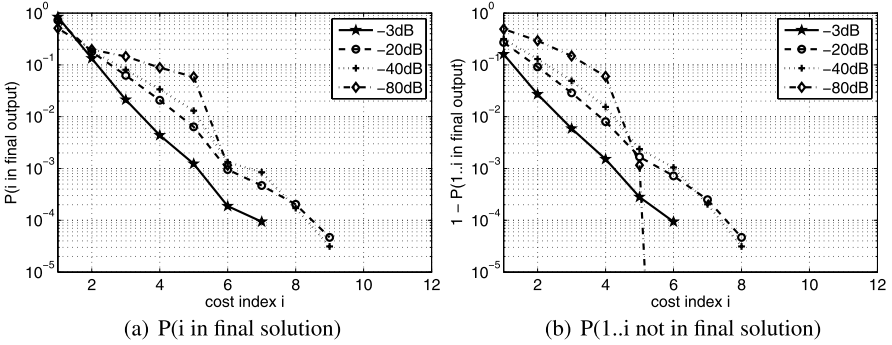 10^0
10^-1
10^-2
10^-3
10^-4
10^-5
P(i in final output)
2 4 6 8 10 12
cost index i
-3dB
-20dB
-40dB
-80dB
(a) P(i in final solution)
10^0
10^-1
10^-2
10^-3
10^-4
10^-5
1 - P(1..i in final output)
2 4 6 8 10 12
cost index i
-3dB
-20dB
-40dB
-80dB
(b) P(1..i not in final solution)